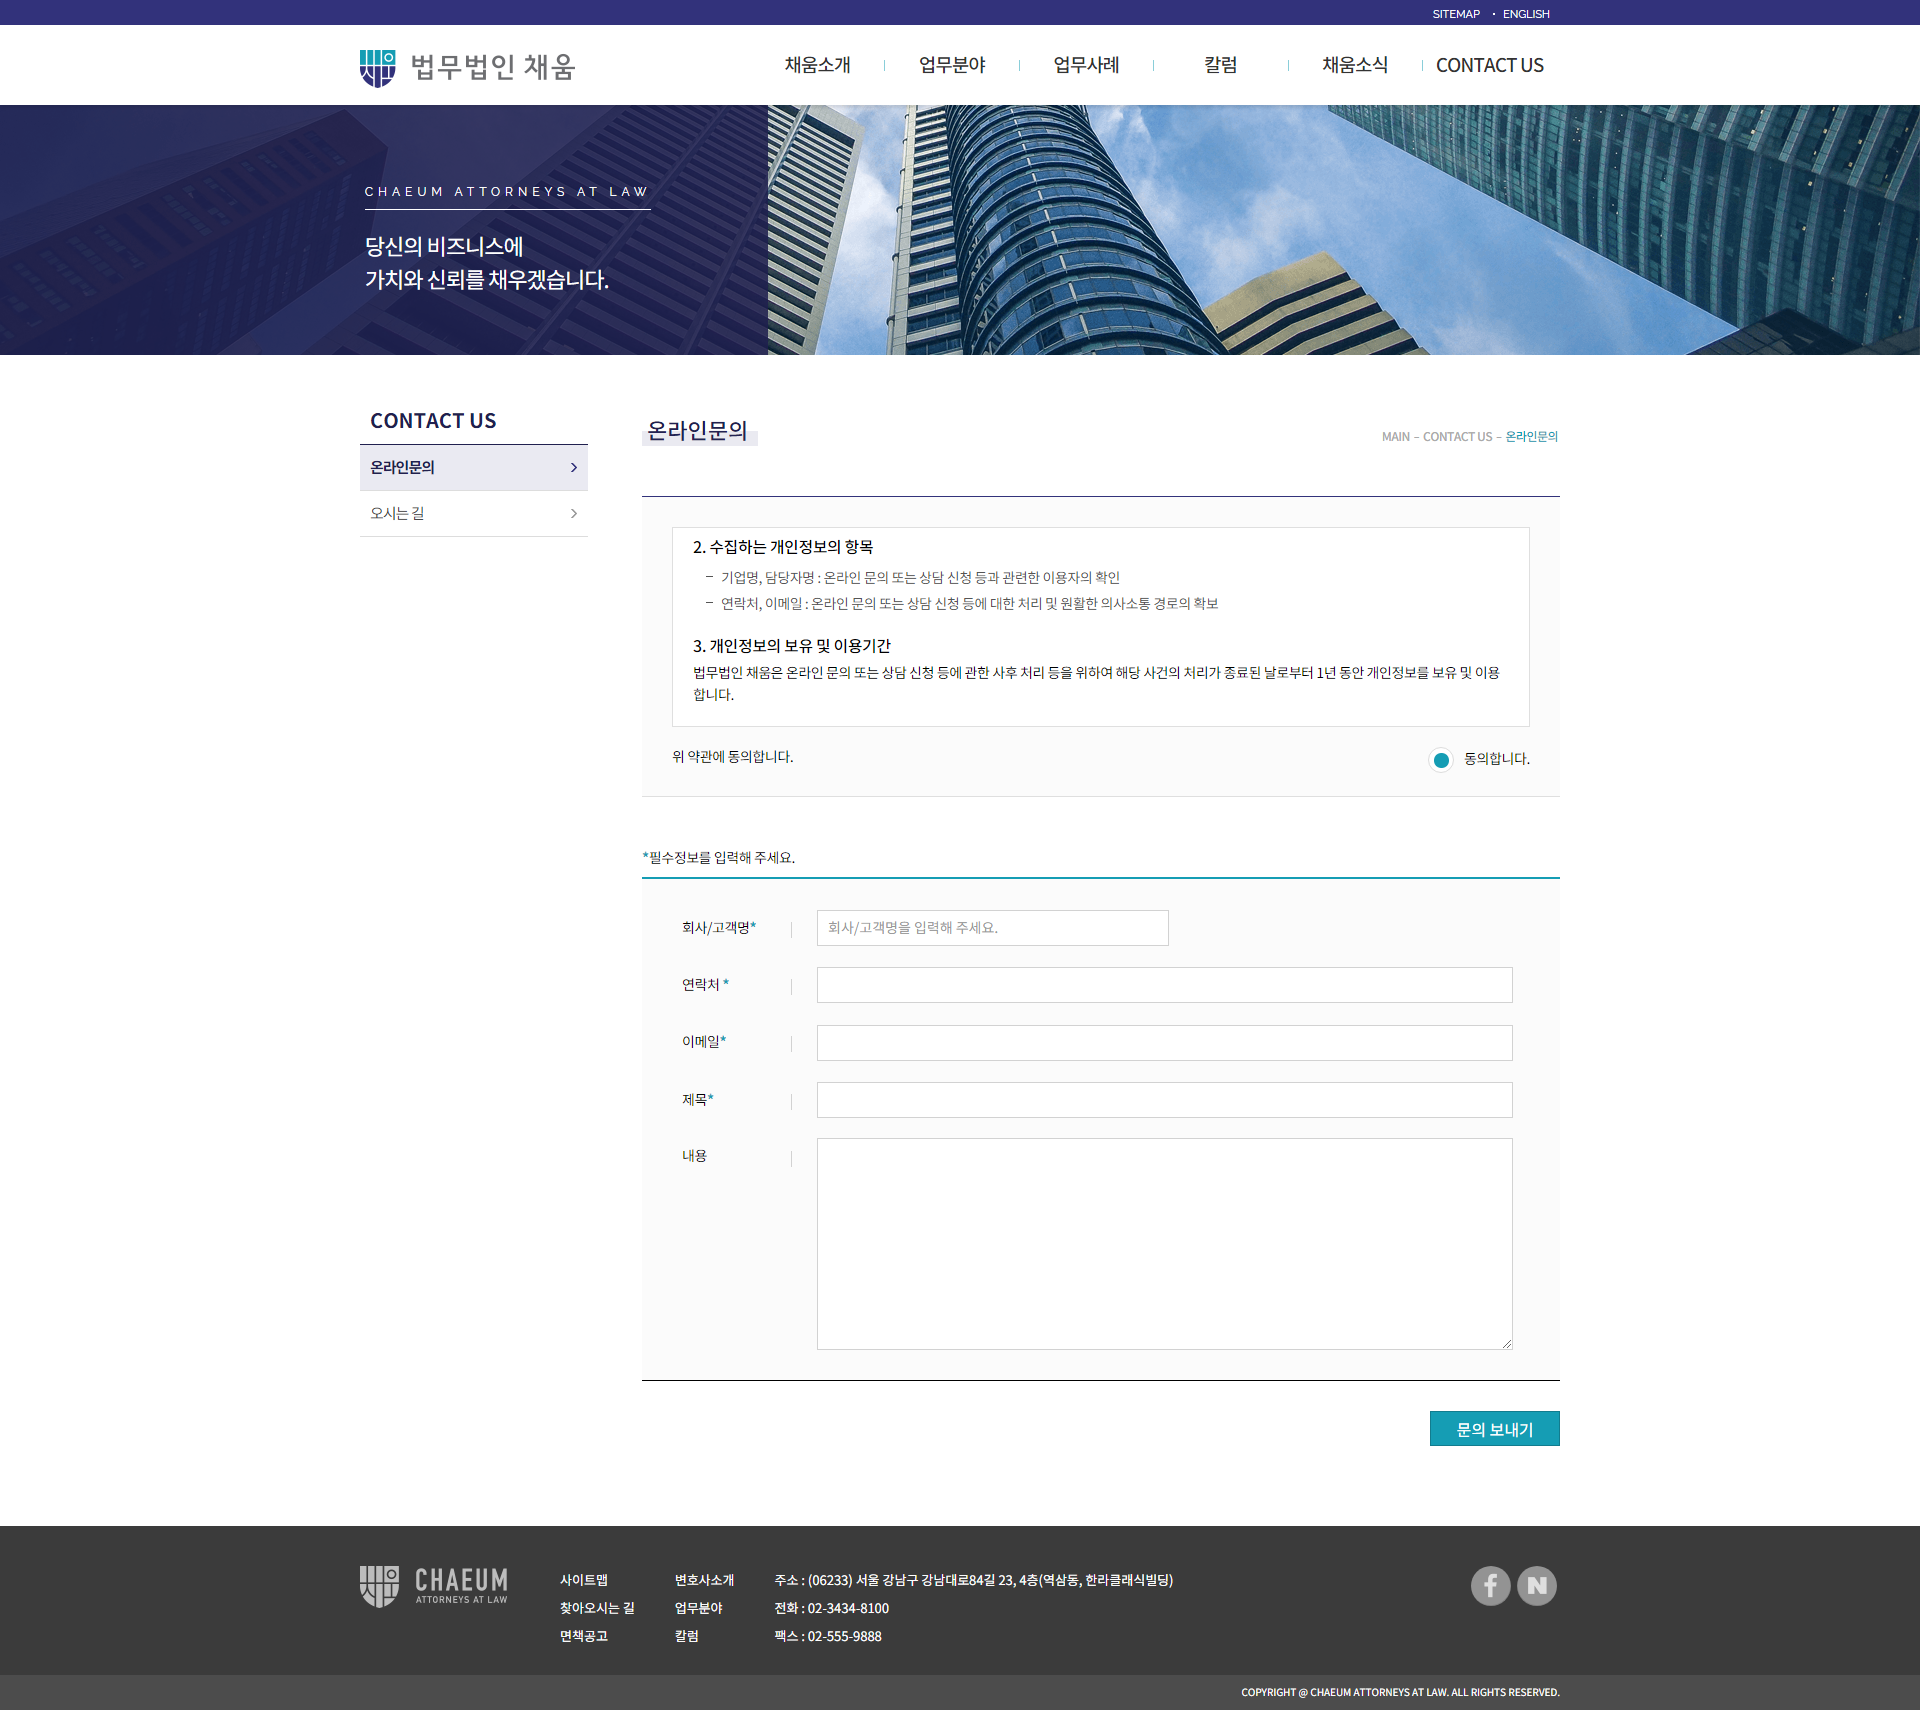 SITEMAP · ENGLISH
법무법인 채움
채움소개 업무분야 업무사례 칼럼 채움소식 CONTACT US
CHAEUM ATTORNEYS AT LAW
당신의 비즈니스에
가치와 신뢰를 채우겠습니다.
CONTACT US
온라인문의
오시는 길
온라인문의
MAIN – CONTACT US – 온라인문의
2. 수집하는 개인정보의 항목
– 기업명, 담당자명 : 온라인 문의 또는 상담 신청 등과 관련한 이용자의 확인
– 연락처, 이메일 : 온라인 문의 또는 상담 신청 등에 대한 처리 및 원활한 의사소통 경로의 확보
3. 개인정보의 보유 및 이용기간
법무법인 채움은 온라인 문의 또는 상담 신청 등에 관한 사후 처리 등을 위하여 해당 사건의 처리가 종료된 날로부터 1년 동안 개인정보를 보유 및 이용
합니다.
위 약관에 동의합니다.
동의합니다.
*필수정보를 입력해 주세요.
회사/고객명*
회사/고객명을 입력해 주세요.
연락처 *
이메일*
제목*
내용
문의 보내기
CHAEUM
ATTORNEYS AT LAW
사이트맵 변호사소개 주소 : (06233) 서울 강남구 강남대로84길 23, 4층(역삼동, 한라클래식빌딩)
찾아오시는 길 업무분야 전화 : 02-3434-8100
면책공고 칼럼 팩스 : 02-555-9888
f N
COPYRIGHT @ CHAEUM ATTORNEYS AT LAW. ALL RIGHTS RESERVED.